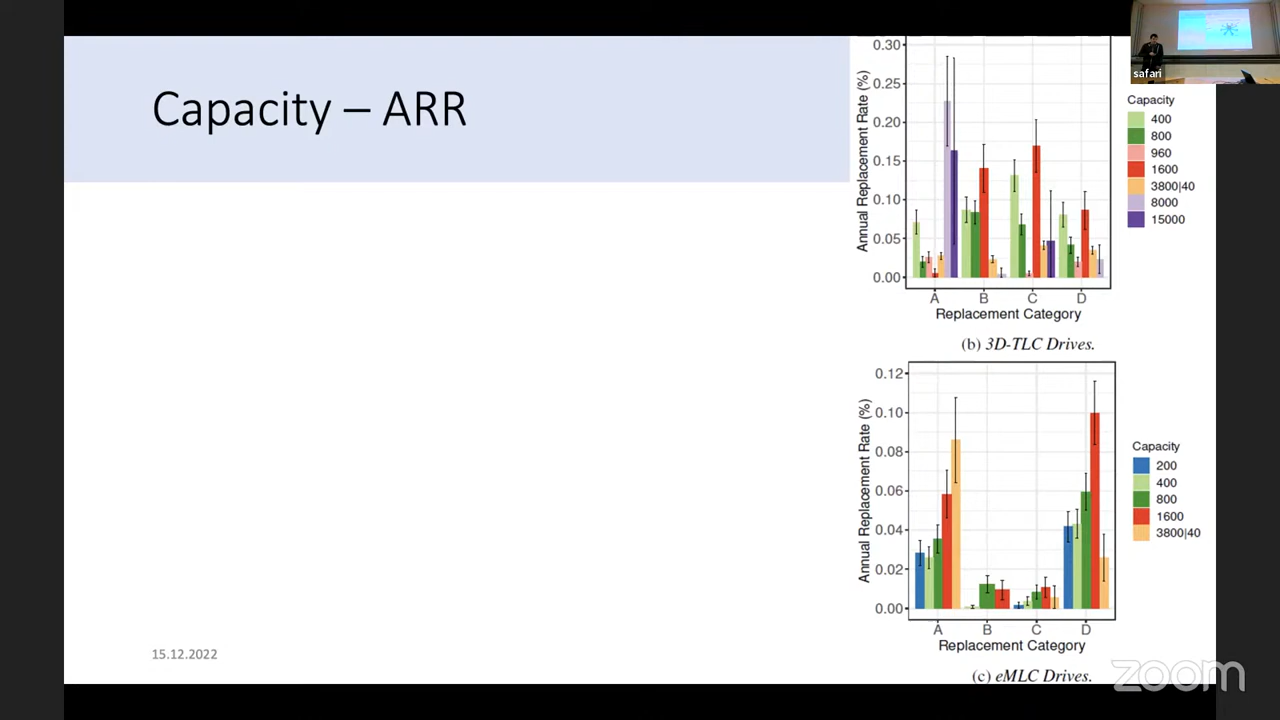 Capacity – ARR
0.30
0.25
0.20
0.15
0.10
0.05
0.00
Annual Replacement Rate (%)
A B C D
Replacement Category
Capacity
400
800
960
1600
3800|40
8000
15000
(b) 3D-TLC Drives.
0.12
0.10
0.08
0.06
0.04
0.02
0.00
Annual Replacement Rate (%)
A B C D
Replacement Category
Capacity
200
400
800
1600
3800|40
(c) eMLC Drives.
15.12.2022
safari
zoom